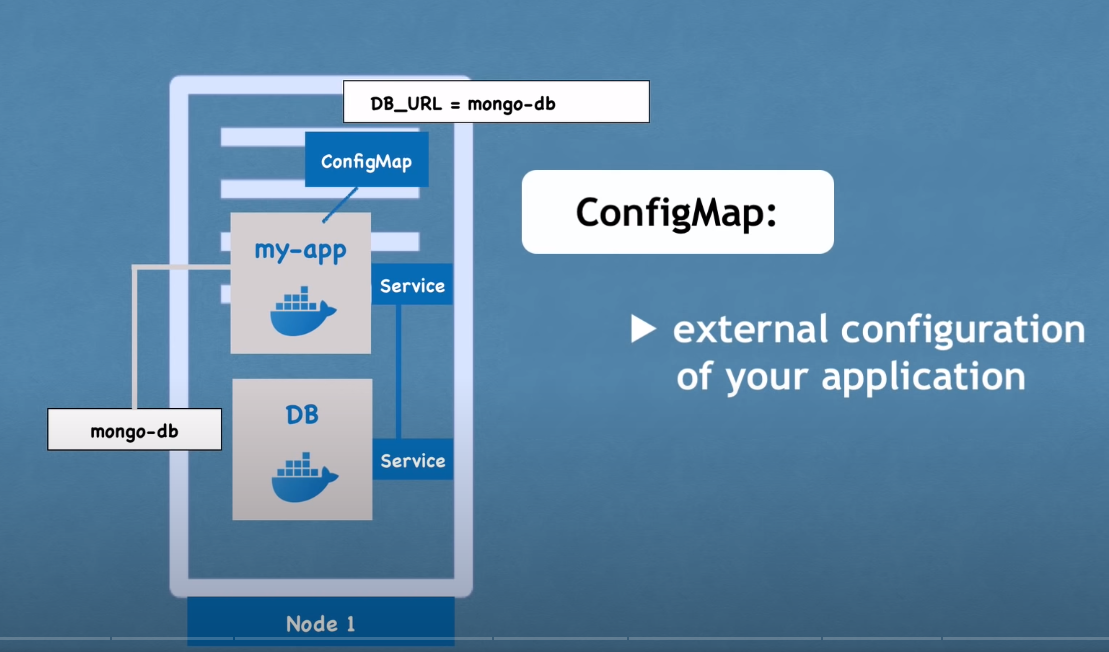 DB_URL = mongo-db
ConfigMap
ConfigMap:
my-app
Service
▶ external configuration
of your application
DB
mongo-db
Service
Node 1